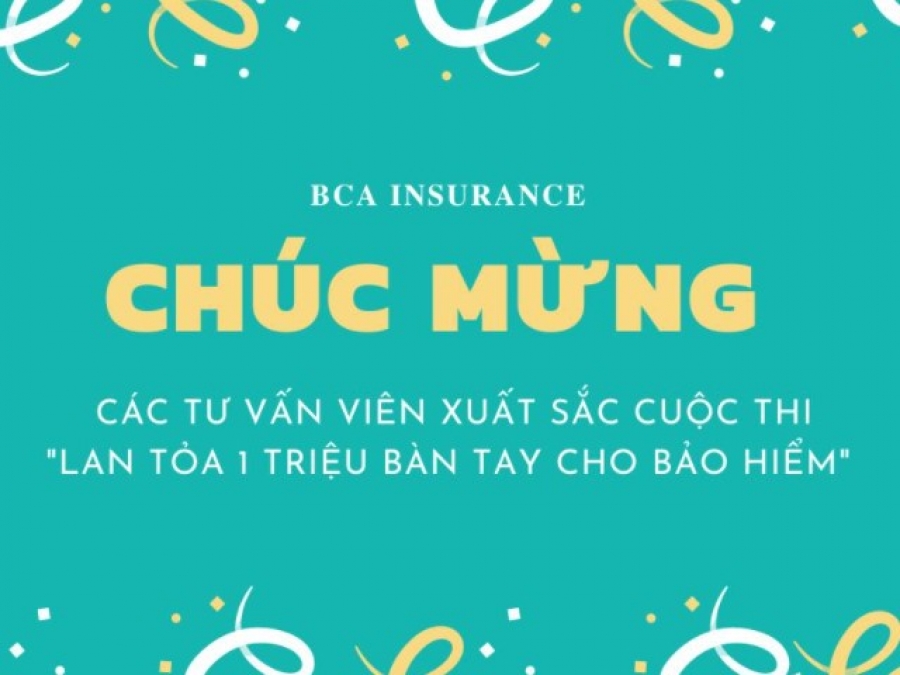 BCA INSURANCE
CHÚC MỪNG
CÁC TƯ VẤN VIÊN XUẤT SẮC CUỘC THI
"LAN TỎA 1 TRIỆU BÀN TAY CHO BẢO HIỂM"